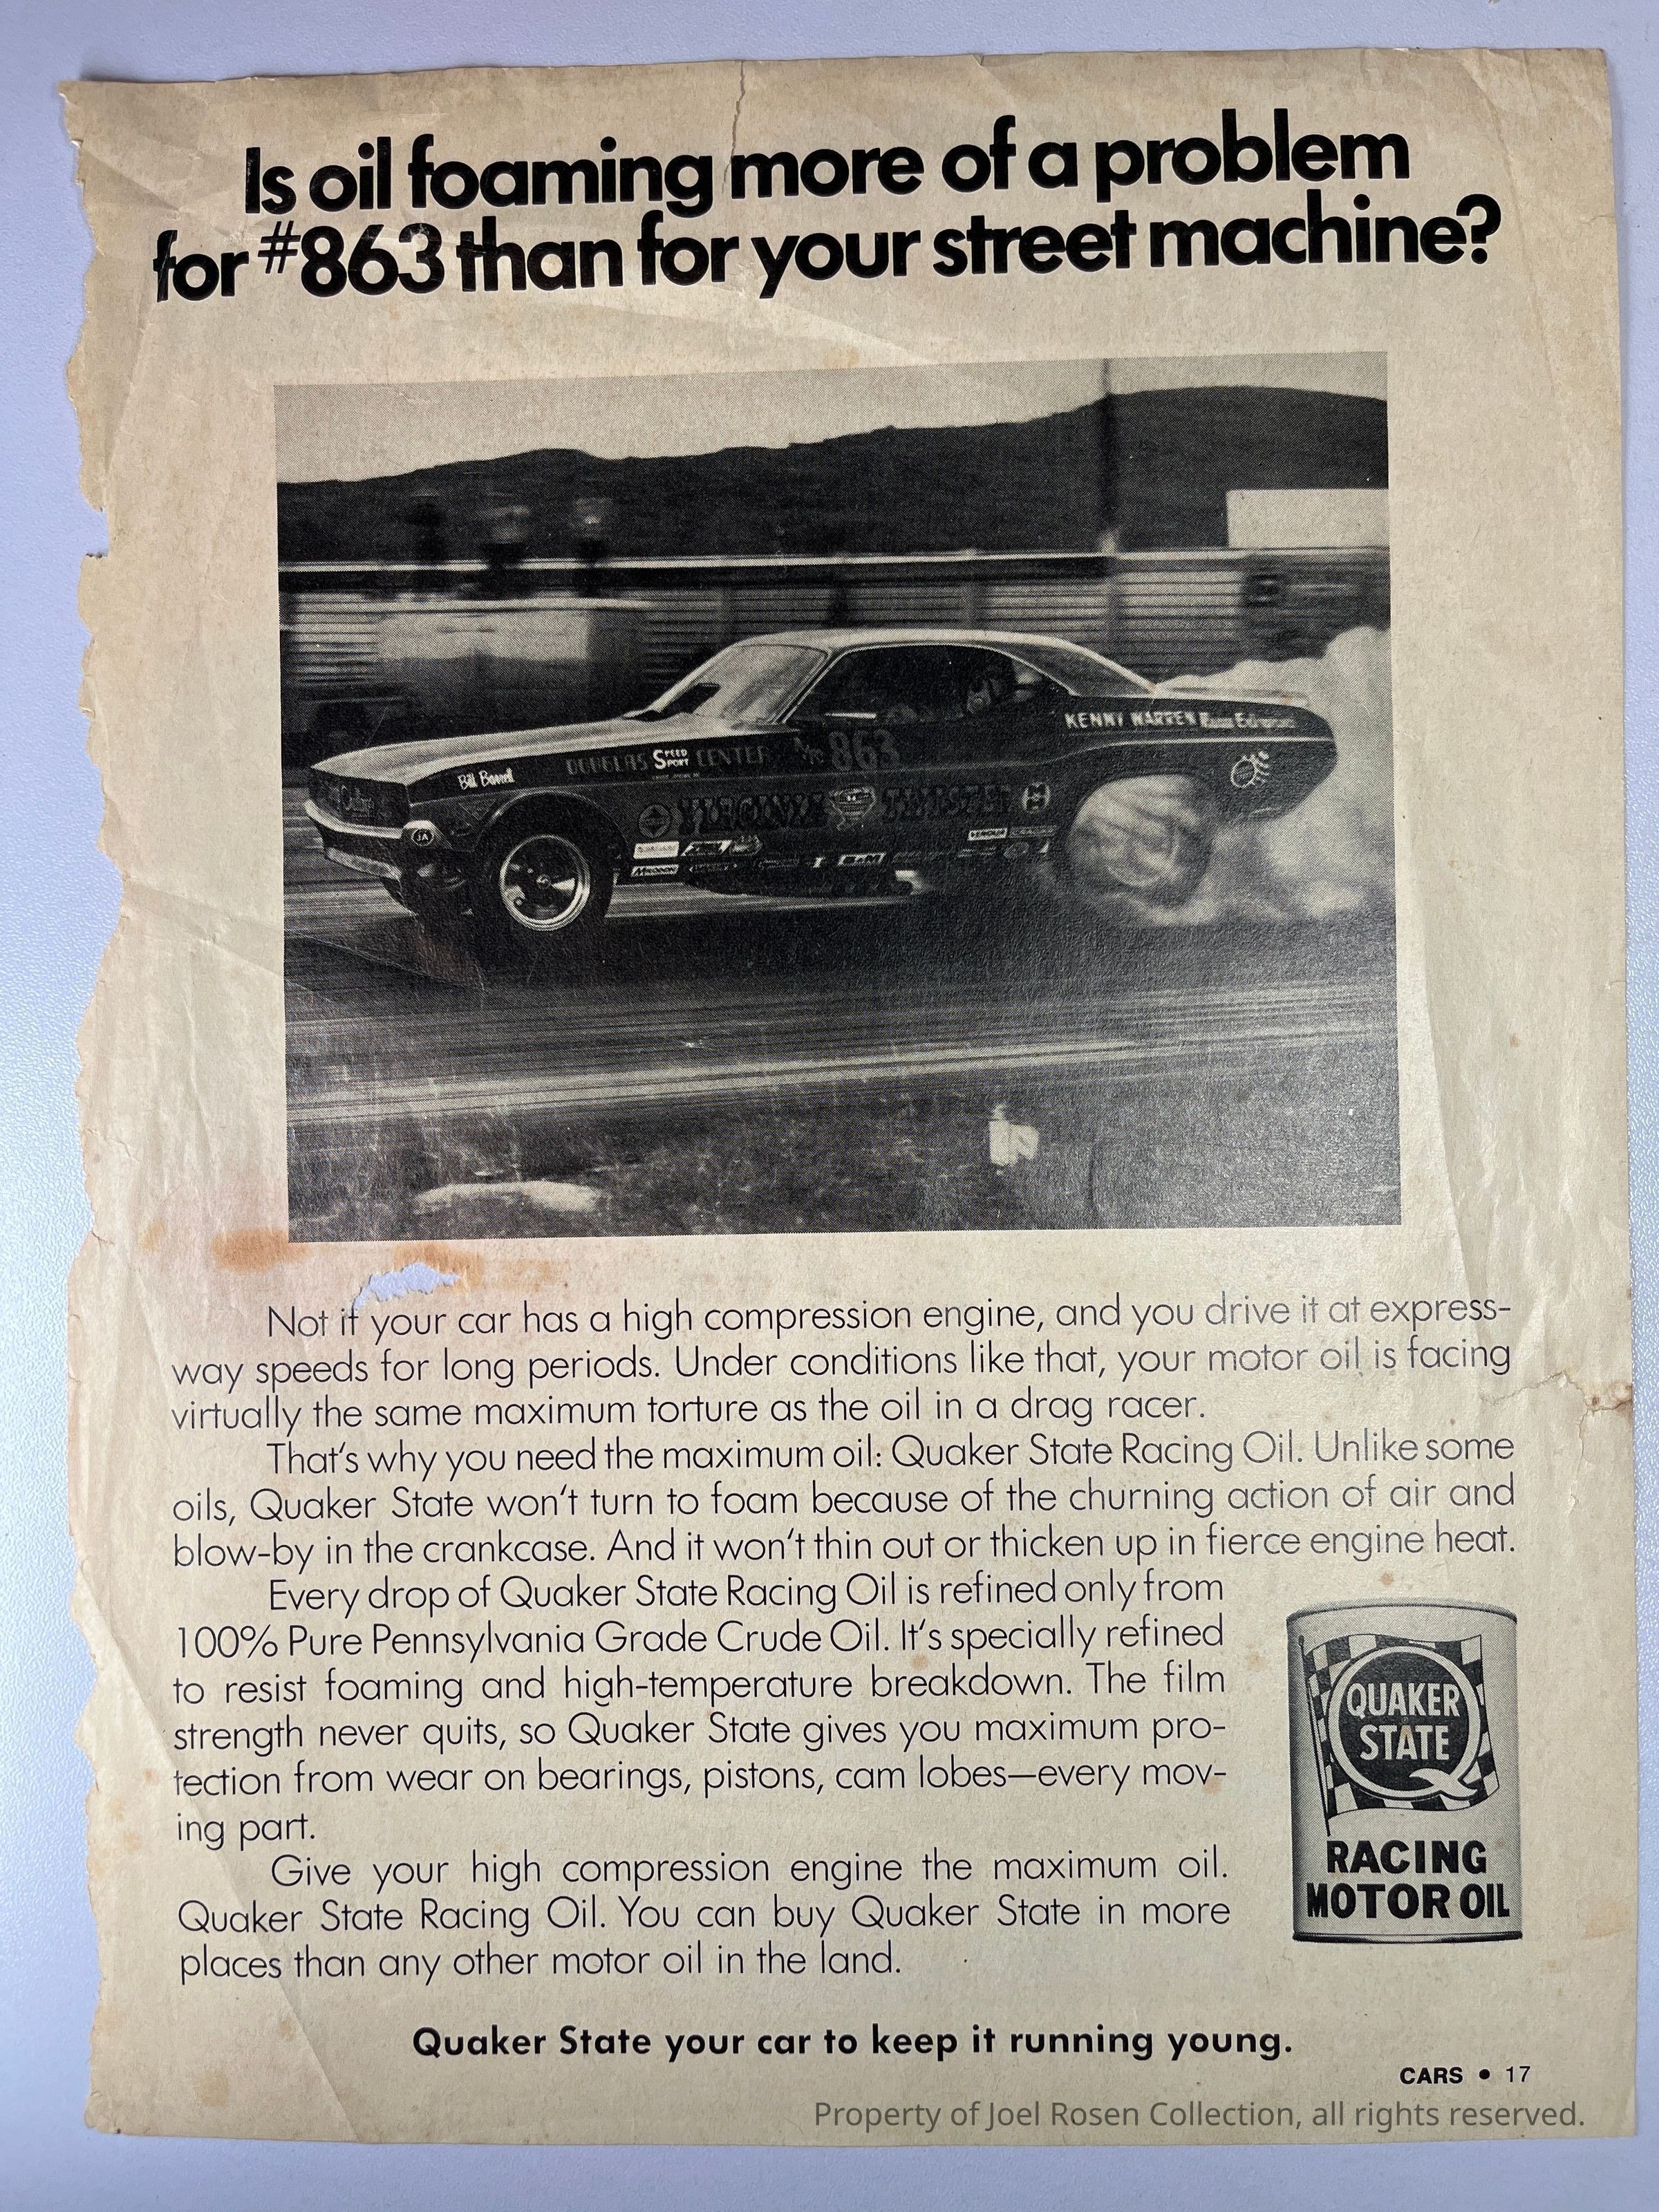 Is oil foaming more of a problem
for #863 than for your street machine?
KENNY WARREN
863
DOUGLAS SPEED SPORT CENTER
Bill
JA
VIRGINIA TWISTER
B&M
Not if your car has a high compression engine, and you drive it at express-
way speeds for long periods. Under conditions like that, your motor oil is facing
virtually the same maximum torture as the oil in a drag racer.
That's why you need the maximum oil: Quaker State Racing Oil. Unlike some
oils, Quaker State won't turn to foam because of the churning action of air and
blow-by in the crankcase. And it won't thin out or thicken up in fierce engine heat.
Every drop of Quaker State Racing Oil is refined only from
100% Pure Pennsylvania Grade Crude Oil. It's specially refined
to resist foaming and high-temperature breakdown. The film
strength never quits, so Quaker State gives you maximum pro-
tection from wear on bearings, pistons, cam lobes—every mov-
ing part.
Give your high compression engine the maximum oil.
Quaker State Racing Oil. You can buy Quaker State in more
places than any other motor oil in the land.
QUAKER
STATE
RACING
MOTOR OIL
Quaker State your car to keep it running young.
CARS • 17
Property of Joel Rosen Collection, all rights reserved.